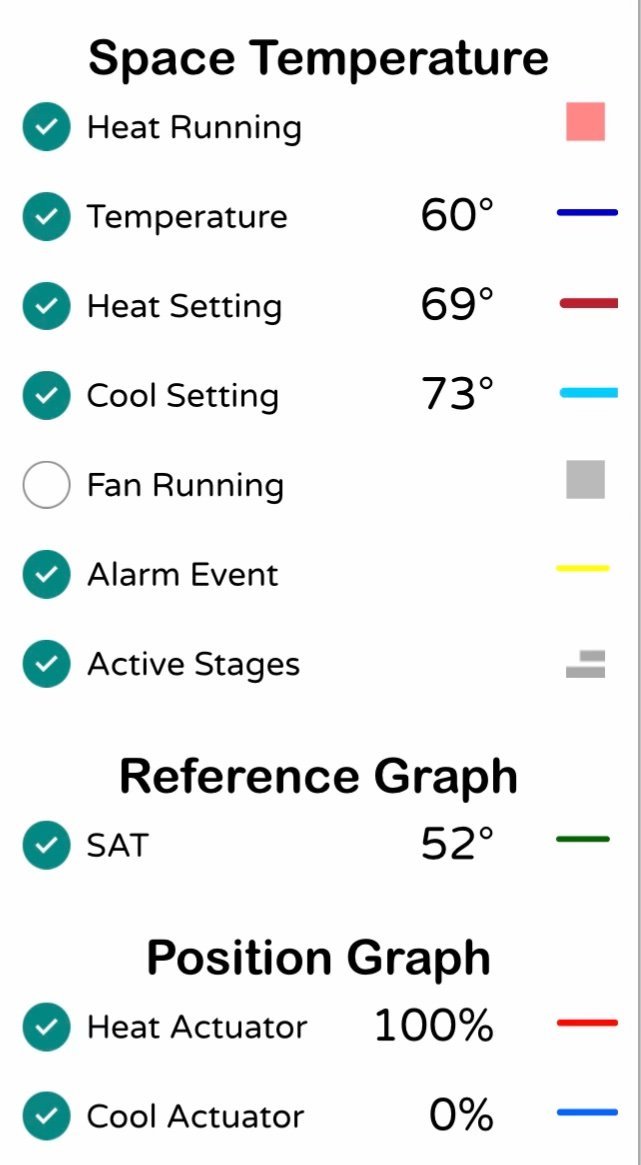 Space Temperature
Heat Running
Temperature 60°
Heat Setting 69°
Cool Setting 73°
Fan Running
Alarm Event
Active Stages
Reference Graph
SAT 52°
Position Graph
Heat Actuator 100%
Cool Actuator 0%